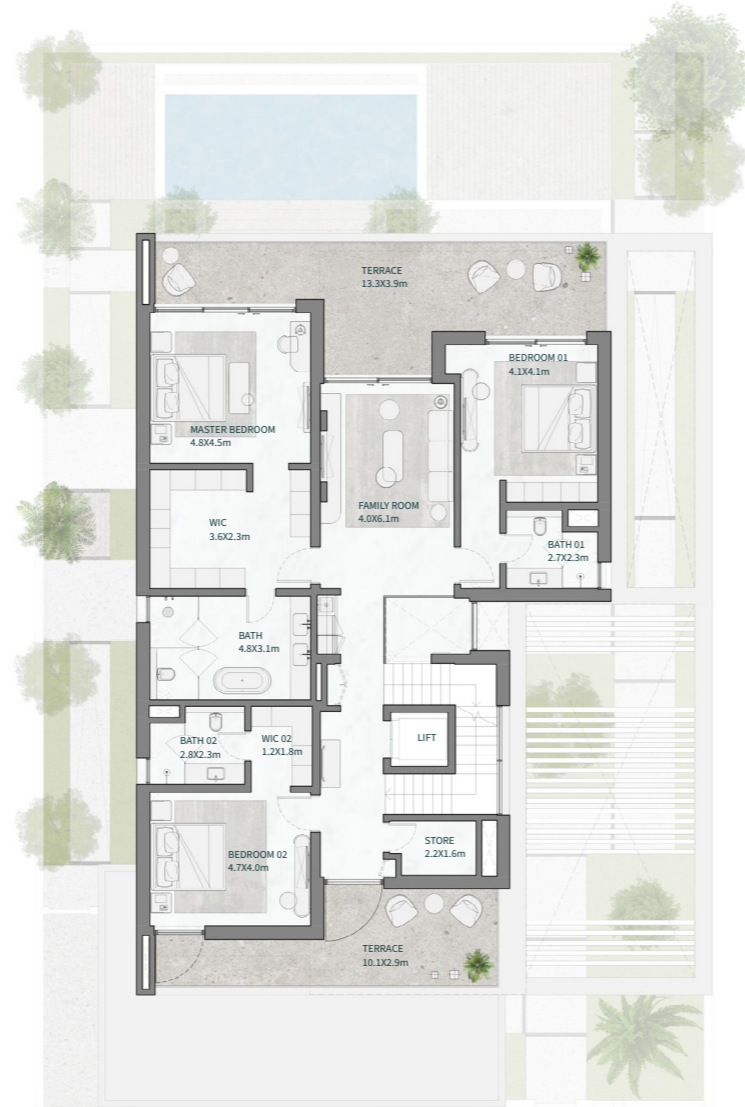 TERRACE
13.3X3.9m
BEDROOM 01
4.1X4.1m
MASTER BEDROOM
4.8X4.5m
FAMILY ROOM
4.0X6.1m
WIC
3.6X2.3m
BATH 01
2.7X2.3m
BATH
4.8X3.1m
BATH 02
2.8X2.3m
WIC 02
1.2X1.8m
LIFT
STORE
2.2X1.6m
BEDROOM 02
4.7X4.0m
TERRACE
10.1X2.9m